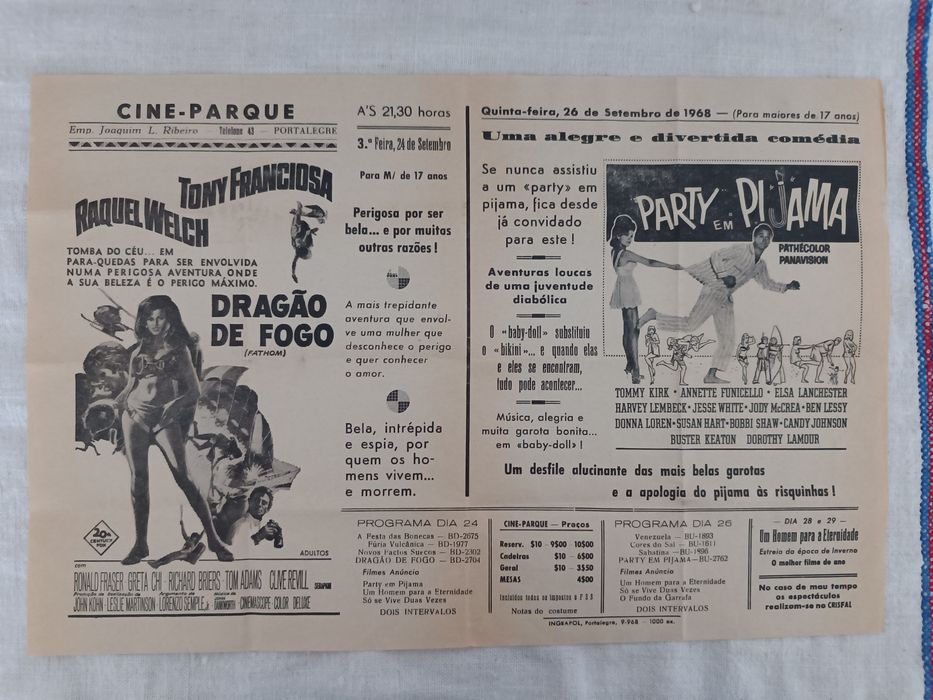 CINE-PARQUE
Emp. Joaquim L. Ribeiro — Telefone 43 — PORTALEGRE
TONY FRANCIOSA
RAQUEL WELCH
TOMBA DO CÉU... EM
PARA-QUEDAS PARA SER ENVOLVIDA
NUMA PERIGOSA AVENTURA ONDE
A SUA BELEZA É O PERIGO MÁXIMO.
DRAGÃO
DE FOGO
(FATHOM)
20th
CENTURY
FOX
ADULTOS
com
RONALD FRASER GRETA CHI RICHARD BRIERS TOM ADAMS CLIVE REVILL
JOHN KOHN LESLIE MARTINSON LORENZO SEMPLE Jr. DANKWORTH CINEMASCOPE COLOR DELUXE
A'S 21,30 horas
3.ª Feira, 24 de Setembro
Para M/ de 17 anos
Perigosa por ser
bela... e por muitas
outras razões!
A mais trepidante
aventura que envol-
ve uma mulher que
desconhece o perigo
e quer conhecer
o amor.
Bela, intrépida
e espia, por
quem os ho-
mens vivem...
e morrem.
Quinta-feira, 26 de Setembro de 1968 — (Para maiores de 17 anos)
Uma alegre e divertida comédia
Se nunca assistiu
a um «party» em
pijama, fica desde
já convidado
para este!
Aventuras loucas
de uma juventude
diabólica
O «baby-doll» substituiu
o «bikini»... e quando elas
e eles se encontram,
tudo pode acontecer...
Música, alegria e
muita garota bonita...
em «baby-doll»!
PARTY EM PIJAMA
PATHÉCOLOR
PANAVISION
TOMMY KIRK • ANNETTE FUNICELLO • ELSA LANCHESTER
HARVEY LEMBECK • JESSE WHITE • JODY McCREA • BEN LESSY
DONNA LOREN • SUSAN HART • BOBBI SHAW • CANDY JOHNSON
BUSTER KEATON DOROTHY LAMOUR
Um desfile alucinante das mais belas garotas
e a apologia do pijama às risquinhas!
PROGRAMA DIA 24
A Festa das Bonecas — BD-2675
Fúria Vulcânica — BD-1977
Novos Factos Suecos — BD-2302
DRAGÃO DE FOGO — BD-2704
Filmes Anúncio
Party em Pijama
Um Homem para a Eternidade
Só se Vive Duas Vezes
DOIS INTERVALOS
CINE-PARQUE — Preços
Reserv. $10 — 9$00 — 10$00
Cadeiras $10 — 6$00
Geral $10 — 3$50
MESAS 4$00
Incluídos todos os impostos e F S S
Notas do costume
PROGRAMA DIA 26
Venezuela — BU-1893
Cores do Sal — BU-1611
Sabatina — BU-1896
PARTY EM PIJAMA — BU-2762
Filmes Anúncio
Um Homem para a Eternidade
Só se Vive Duas Vezes
O Fundo da Garrafa
DOIS INTERVALOS
— DIA 28 e 29 —
Um Homem para a Eternidade
Estreia da época de Inverno
O melhor filme do ano
No caso de mau tempo
os espectáculos
realizam-se no CRISFAL
INGRAPOL, Portalegre, 9-968 - 1000 ex.